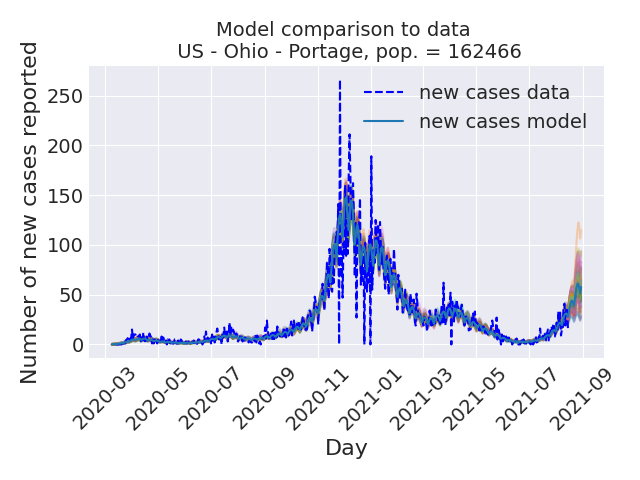 Model comparison to data
US - Ohio - Portage, pop. = 162466
Number of new cases reported
250
200
150
100
50
0
new cases data
new cases model
2020-03
2020-05
2020-07
2020-09
2020-11
2021-01
2021-03
2021-05
2021-07
2021-09
Day